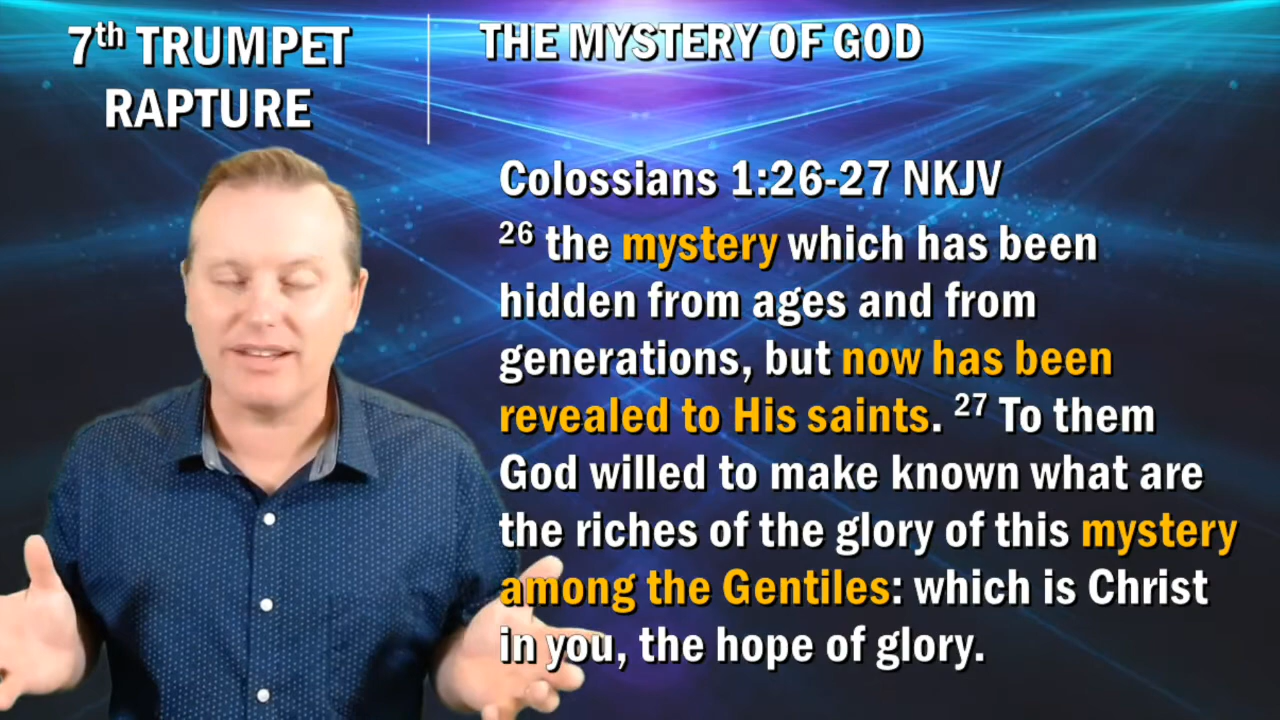 7th TRUMPET
RAPTURE
THE MYSTERY OF GOD
Colossians 1:26-27 NKJV
26 the mystery which has been
hidden from ages and from
generations, but now has been
revealed to His saints. 27 To them
God willed to make known what are
the riches of the glory of this mystery
among the Gentiles: which is Christ
in you, the hope of glory.